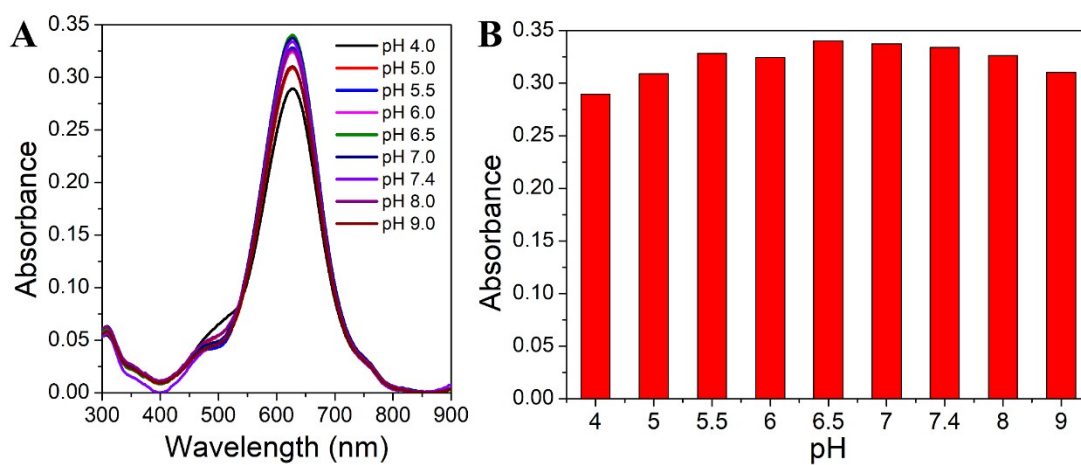 A
Absorbance
0.35
0.30
0.25
0.20
0.15
0.10
0.05
0.00
300 400 500 600 700 800 900
Wavelength (nm)
pH 4.0
pH 5.0
pH 5.5
pH 6.0
pH 6.5
pH 7.0
pH 7.4
pH 8.0
pH 9.0
B
Absorbance
0.35
0.30
0.35
0.20
0.15
0.10
0.05
0.00
4 5 5.5 6 6.5 7 7.4 8 9
pH